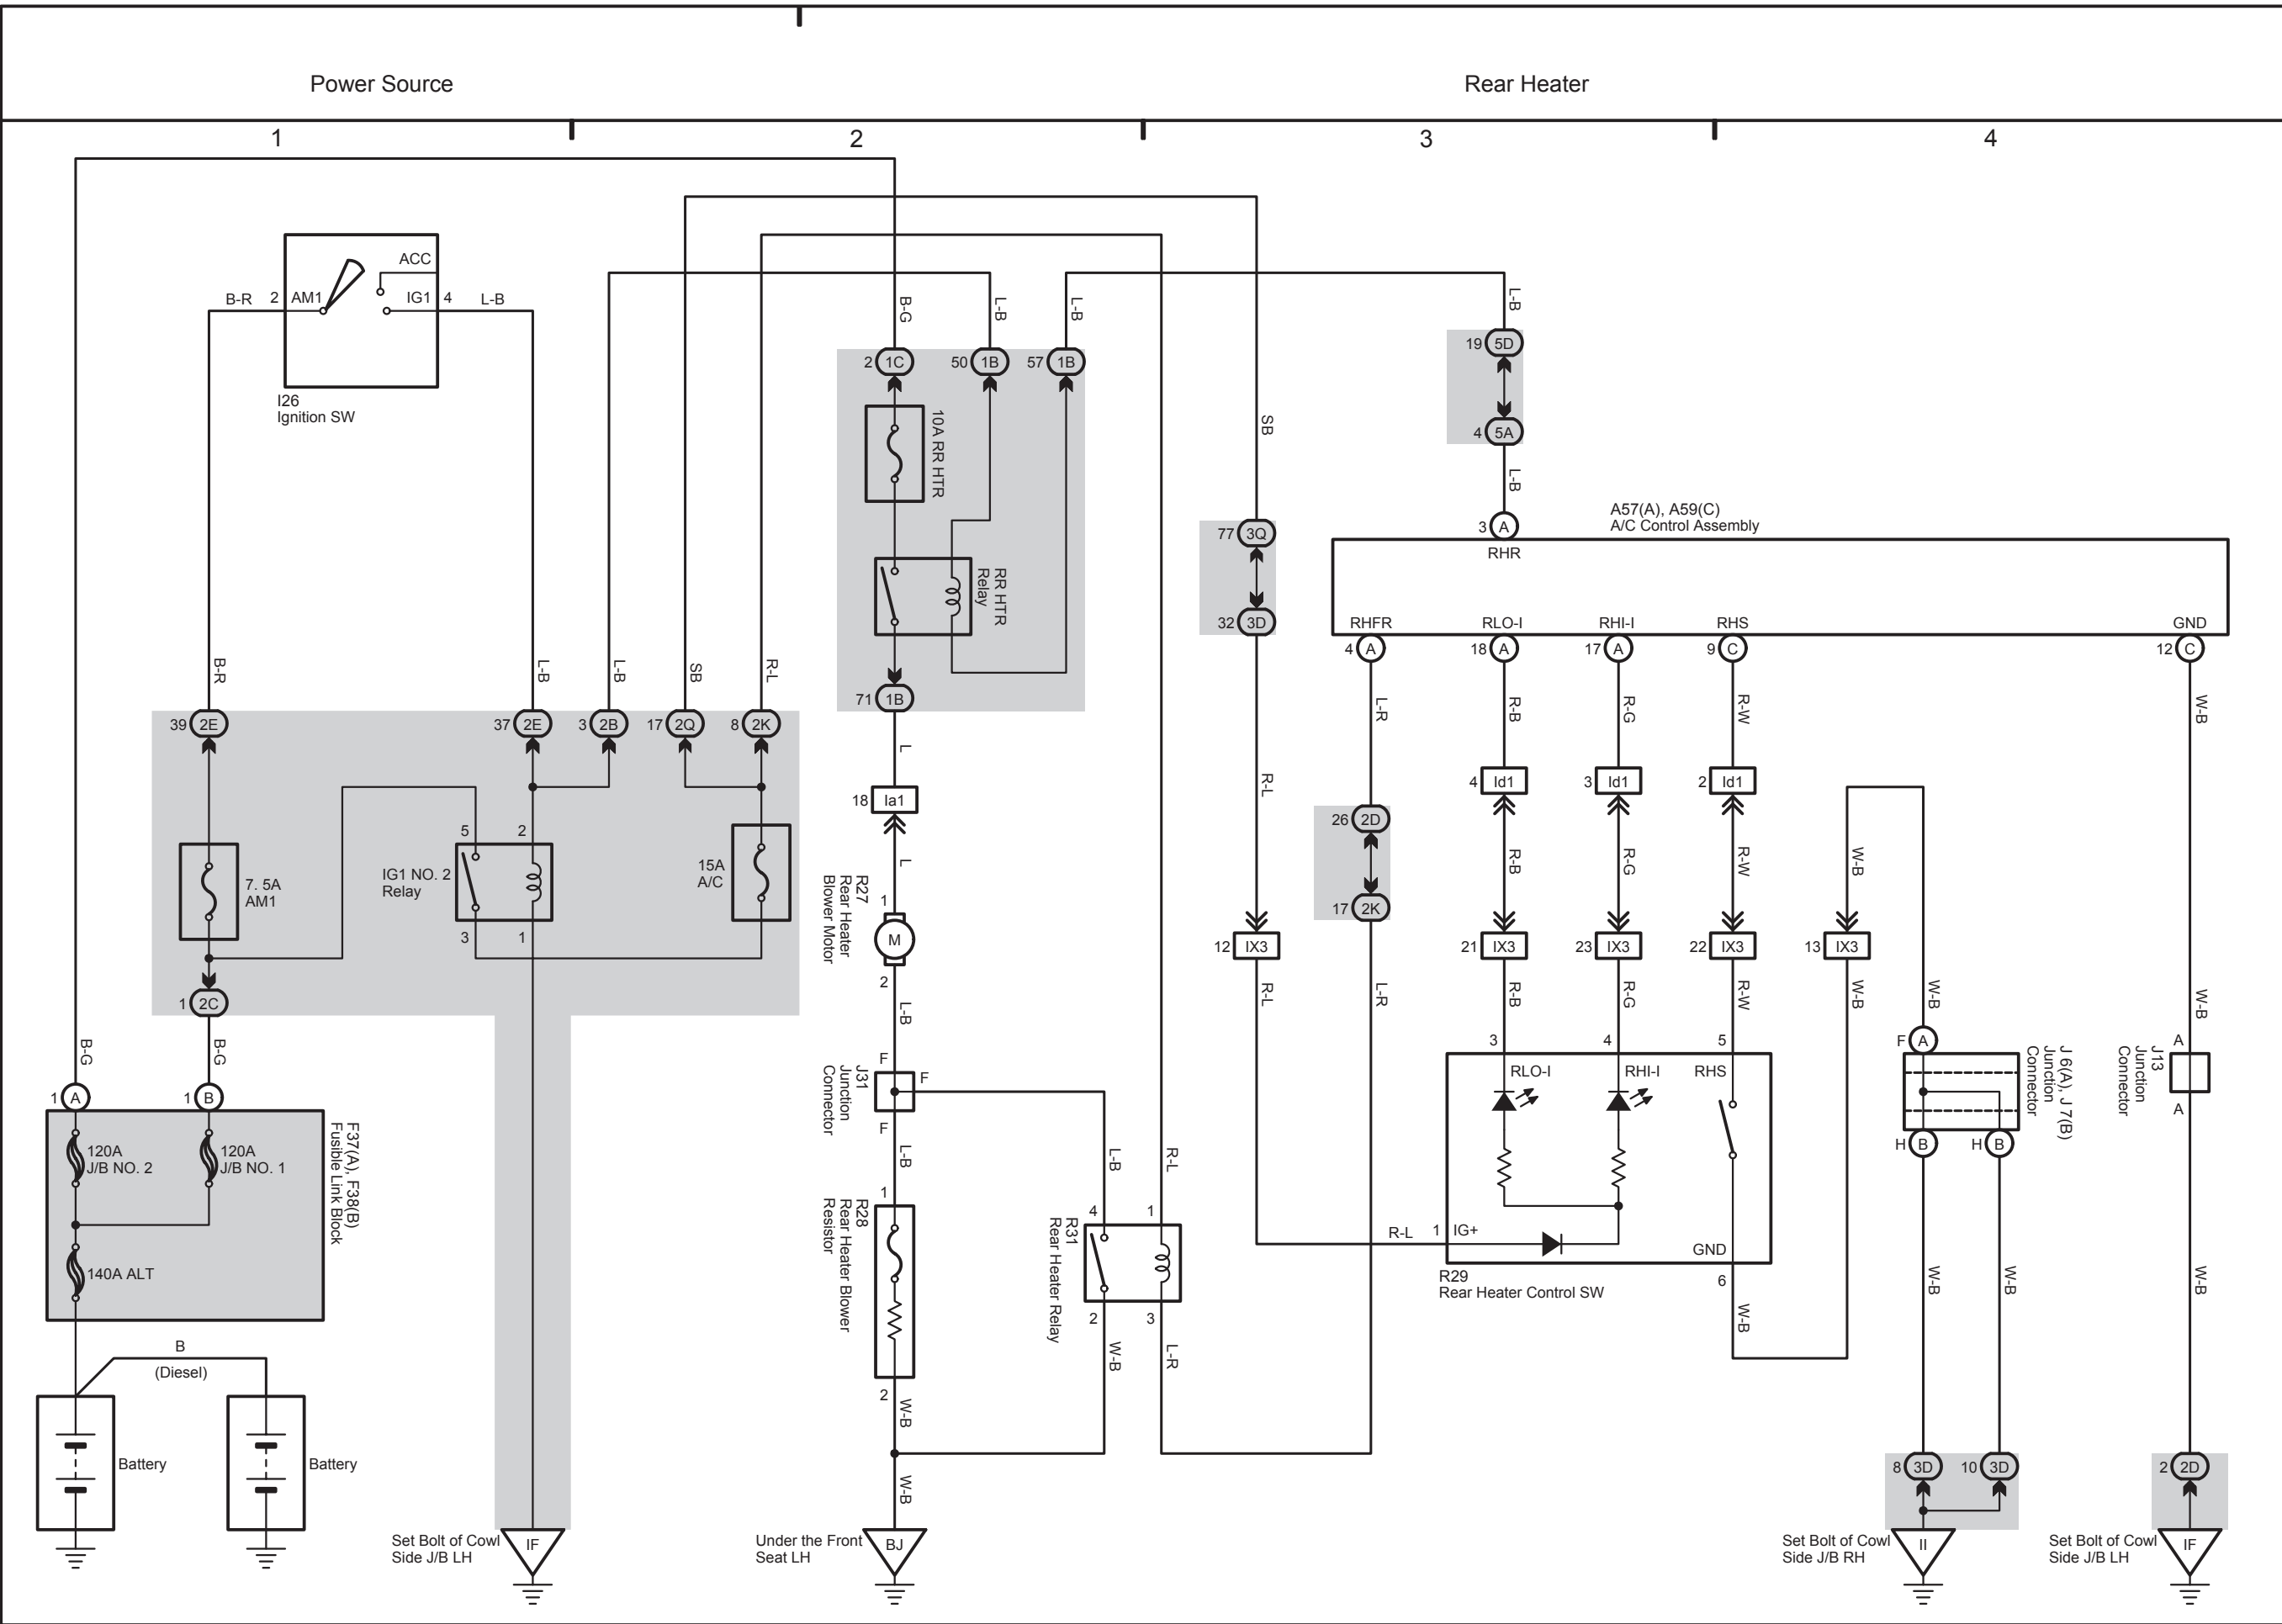 Power Source
Rear Heater
1
2
3
4
ACC
B-R
2
AM1
IG1
4
L-B
I26
Ignition SW
B-G
L-B
L-B
SB
L-B
2 1C
50 1B
57 1B
10A RR HTR
RR HTR
Relay
71 1B
19 5D
4 5A
L-B
77 3Q
32 3D
A57(A), A59(C)
A/C Control Assembly
3 A
RHR
RHFR
RLO-I
RHI-I
RHS
GND
4 A
18 A
17 A
9 C
12 C
B-R
L-B
L-B
SB
R-L
39 2E
37 2E
3 2B
17 2Q
8 2K
L
L-R
R-B
R-G
R-W
W-B
18 Ia1
4 Id1
3 Id1
2 Id1
R-L
26 2D
17 2K
7. 5A
AM1
5
2
IG1 NO. 2
Relay
3
1
15A
A/C
L
R27
Rear Heater
Blower Motor
1
M
2
R-B
R-G
R-W
W-B
12 IX3
21 IX3
23 IX3
22 IX3
13 IX3
1 2C
B-G
B-G
L-B
R-L
L-R
R-B
R-G
R-W
W-B
W-B
W-B
1 A
1 B
120A
J/B NO. 2
120A
J/B NO. 1
140A ALT
F37(A), F38(B)
Fusible Link Block
F
F
F
J31
Junction
Connector
L-B
L-B
R-L
1
R28
Rear Heater Blower
Resistor
2
4
1
R31
Rear Heater Relay
2
3
W-B
L-R
3
4
5
RLO-I
RHI-I
RHS
R-L
1
IG+
GND
6
R29
Rear Heater Control SW
W-B
F A
J 6(A), J 7(B)
Junction
Connector
H B
H B
A
J13
Junction
Connector
A
W-B
W-B
W-B
B
(Diesel)
Battery
Battery
W-B
W-B
8 3D
10 3D
2 2D
Set Bolt of Cowl
Side J/B LH
IF
Under the Front
Seat LH
BJ
Set Bolt of Cowl
Side J/B RH
II
Set Bolt of Cowl
Side J/B LH
IF